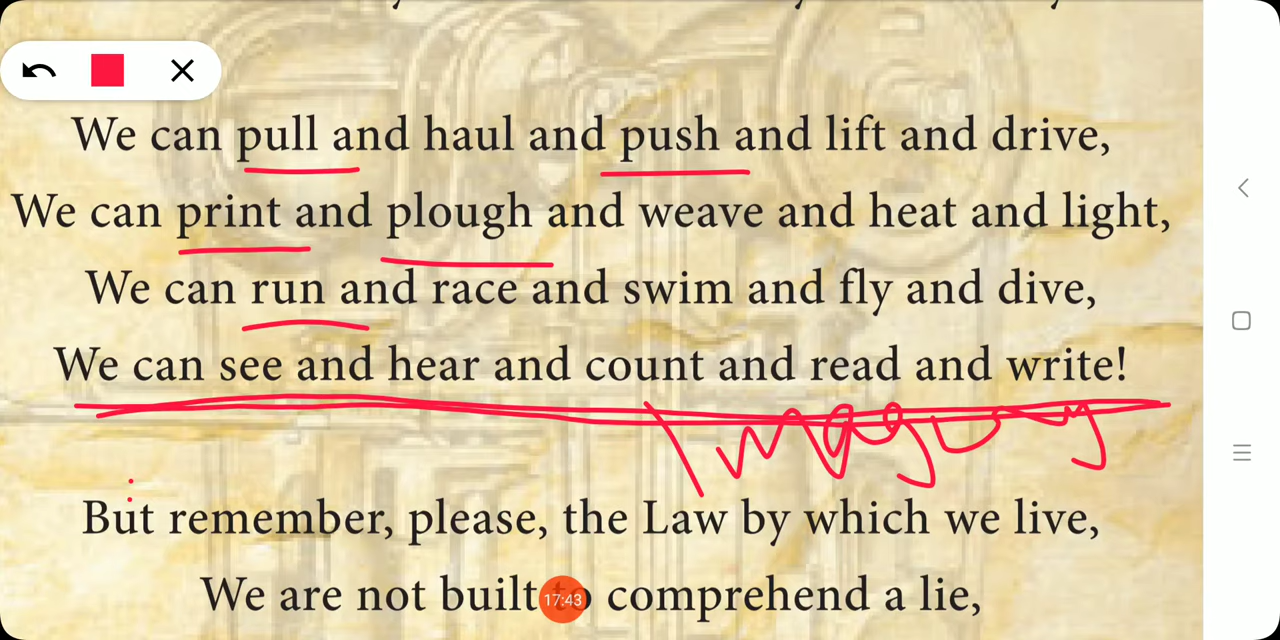 We can pull and haul and push and lift and drive,
We can print and plough and weave and heat and light,
We can run and race and swim and fly and dive,
We can see and hear and count and read and write!
But remember, please, the Law by which we live,
We are not built to comprehend a lie,
17:43